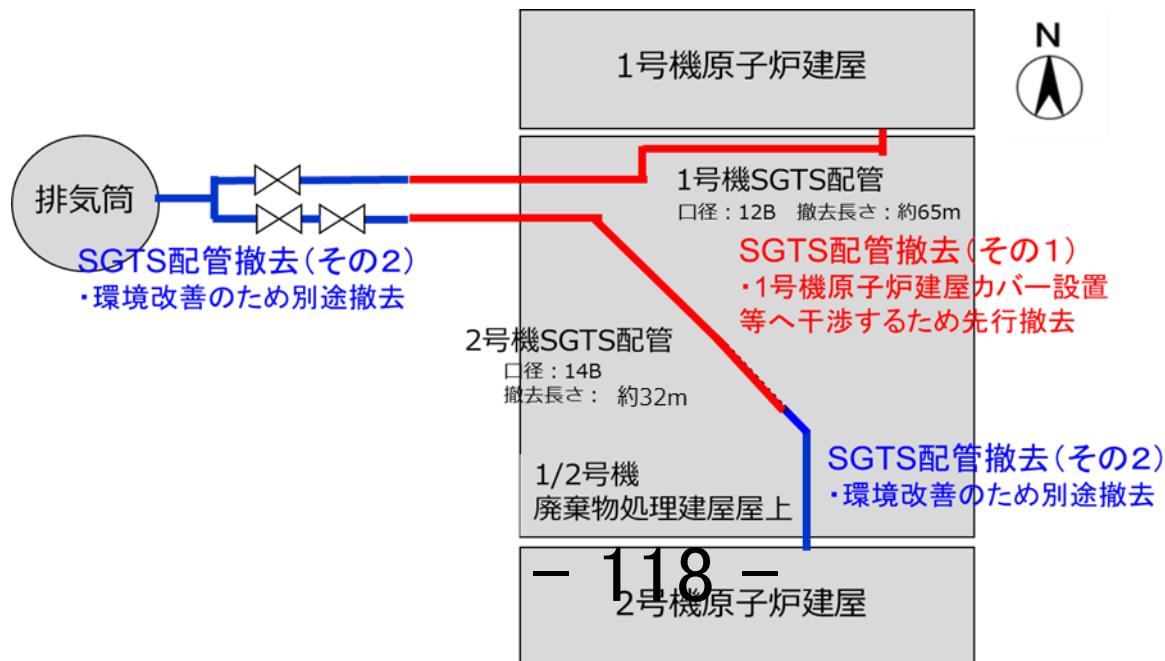 1号機原子炉建屋
N
排気筒
1号機SGTS配管
口径：12B 撤去長さ：約65m
SGTS配管撤去（その1）
・1号機原子炉建屋カバー設置
等へ干渉するため先行撤去
SGTS配管撤去（その2）
・環境改善のため別途撤去
2号機SGTS配管
口径：14B
撤去長さ： 約32m
SGTS配管撤去（その2）
・環境改善のため別途撤去
1/2号機
廃棄物処理建屋屋上
− 118 −
2号機原子炉建屋